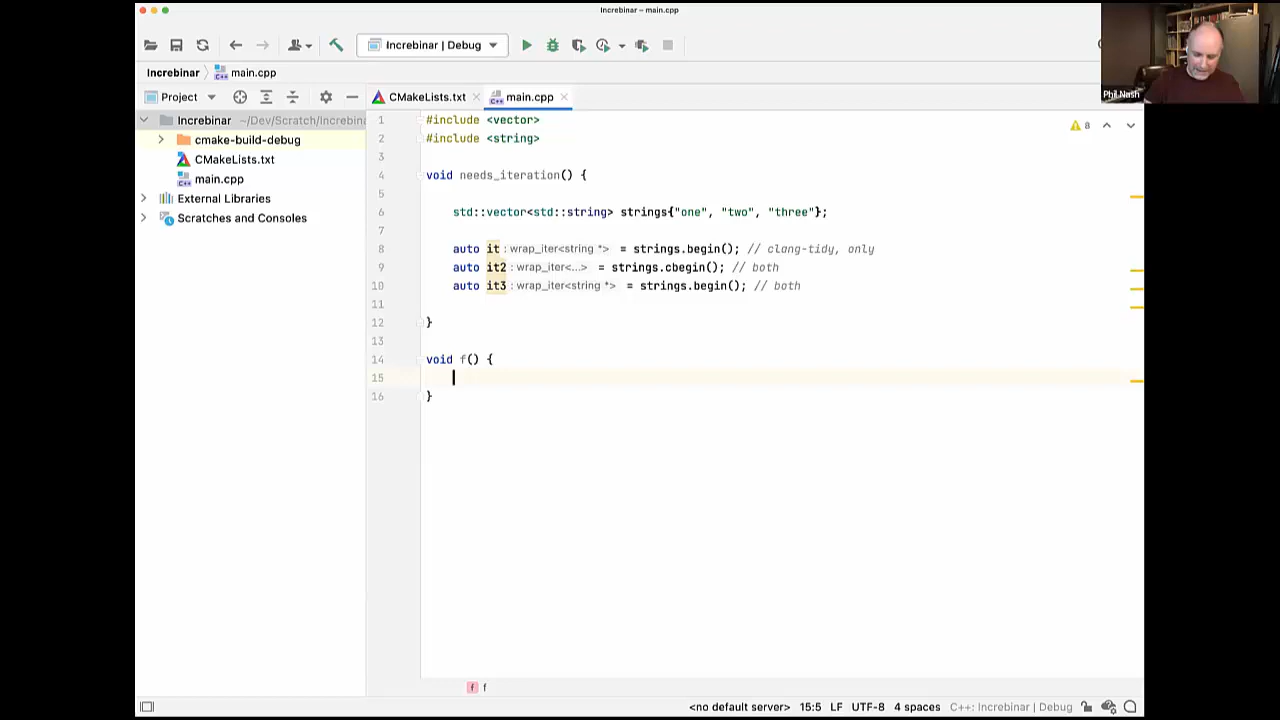 Increbinar – main.cpp
Increbinar | Debug
Phil Nash
Increbinar main.cpp
Project CMakeLists.txt main.cpp
Increbinar ~/Dev/Scratch/Increbina
cmake-build-debug
CMakeLists.txt
main.cpp
External Libraries
Scratches and Consoles
8
1 #include <vector>
2 #include <string>
3
4 void needs_iteration() {
5
6 std::vector<std::string> strings{"one", "two", "three"};
7
8 auto it : wrap_iter<string *> = strings.begin(); // clang-tidy, only
9 auto it2 : wrap_iter<...> = strings.cbegin(); // both
10 auto it3 : wrap_iter<string *> = strings.begin(); // both
11
12 }
13
14 void f() {
15
16 }
f f
<no default server> 15:5 LF UTF-8 4 spaces C++: Increbinar | Debug